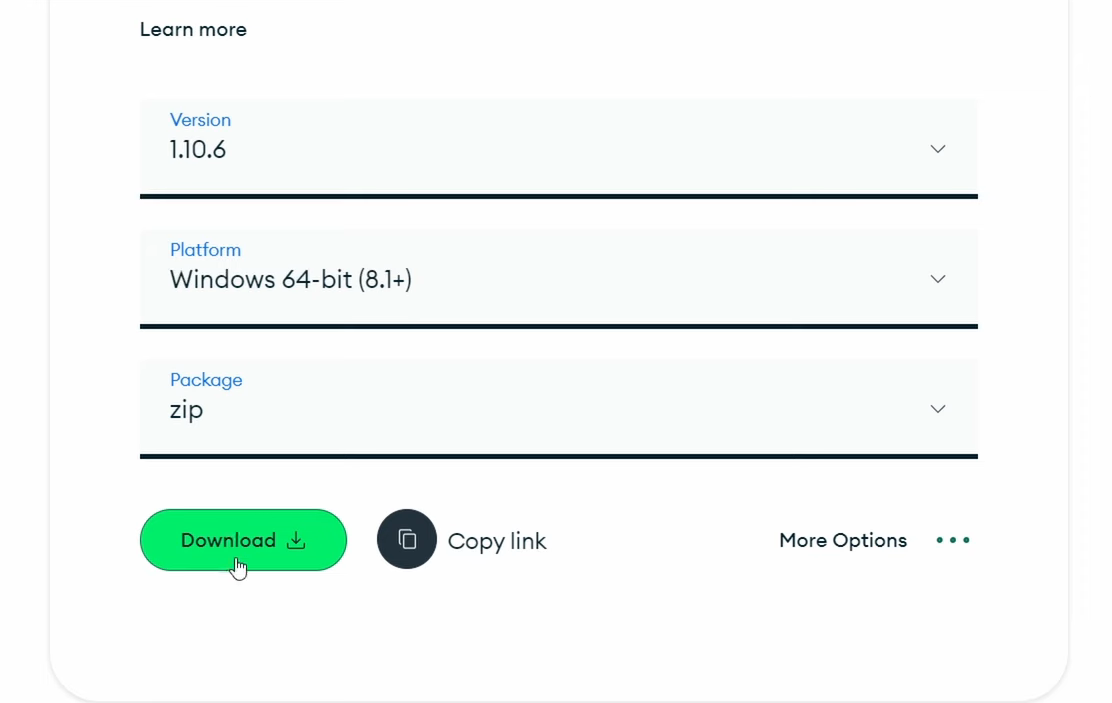 Learn more
Version
1.10.6
Platform
Windows 64-bit (8.1+)
Package
zip
Download
Copy link
More Options